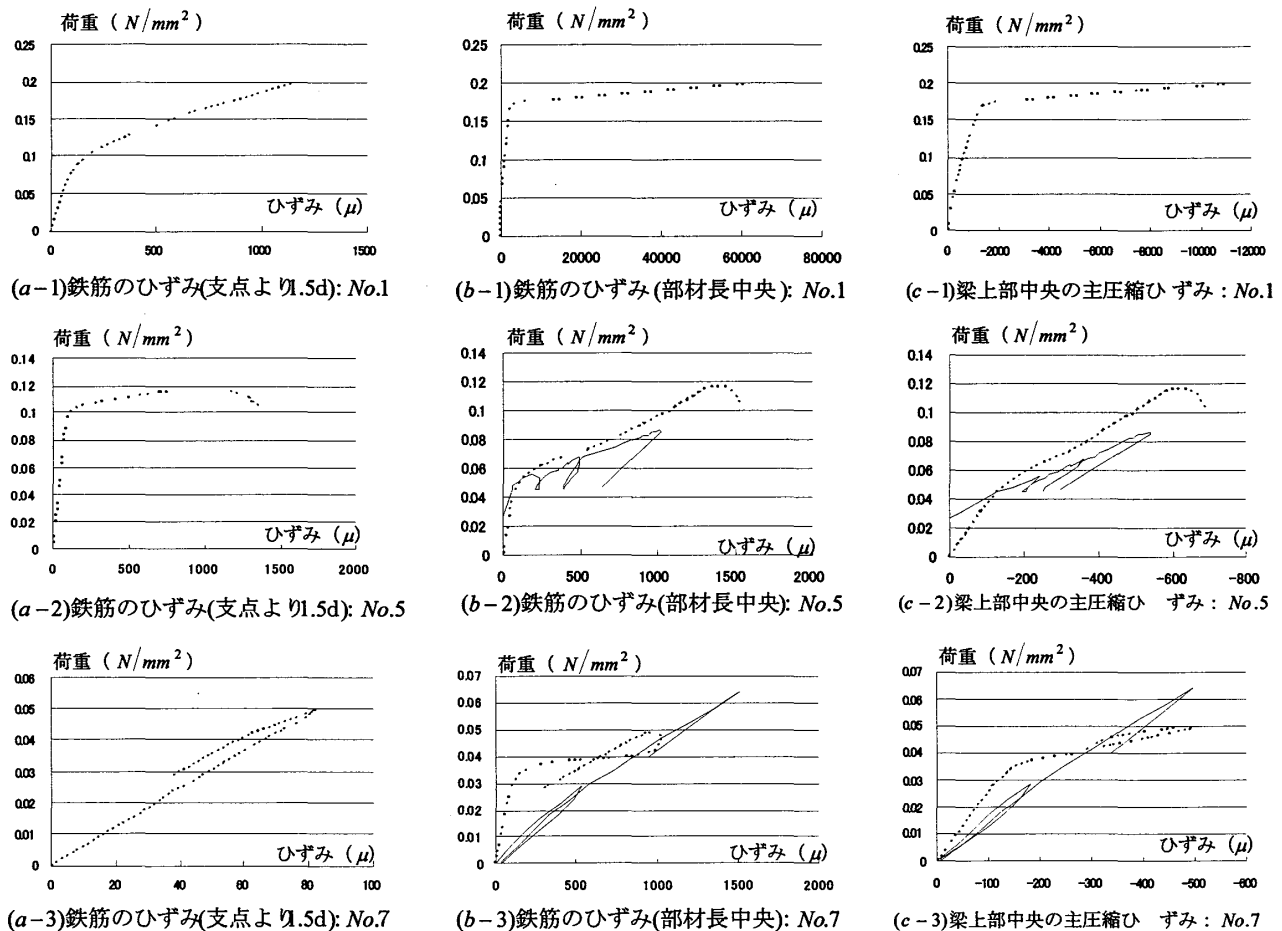 荷重 ( N/mm² )
荷重 ( N/mm² )
荷重 ( N/mm² )
0.25
0.2
0.15
0.1
0.05
0
ひずみ (μ)
0 500 1000 1500
0.25
0.2
0.15
0.1
0.05
0
ひずみ (μ)
0 20000 40000 60000 80000
0.25
0.2
0.15
0.1
0.05
0
ひずみ (μ)
0 -2000 -4000 -6000 -8000 -10000 -12000
(a-1)鉄筋のひずみ(支点より1.5d): No.1
(b-1)鉄筋のひずみ(部材長中央): No.1
(c-1)梁上部中央の主圧縮ひ ずみ : No.1
荷重 ( N/mm² )
荷重 ( N/mm² )
荷重 ( N/mm² )
0.14
0.12
0.1
0.08
0.06
0.04
0.02
0
ひずみ (μ)
0 500 1000 1500 2000
0.14
0.12
0.1
0.08
0.06
0.04
0.02
0
ひずみ (μ)
0 500 1000 1500 2000
0.14
0.12
0.1
0.08
0.06
0.04
0.02
0
ひずみ (μ)
0 -200 -400 -600 -800
(a-2)鉄筋のひずみ(支点より1.5d): No.5
(b-2)鉄筋のひずみ(部材長中央): No.5
(c-2)梁上部中央の主圧縮ひ ずみ : No.5
荷重 ( N/mm² )
荷重 ( N/mm² )
荷重 ( N/mm² )
0.06
0.05
0.04
0.03
0.02
0.01
0
ひずみ (μ)
0 20 40 60 80 100
0.07
0.06
0.05
0.04
0.03
0.02
0.01
0
ひずみ (μ)
0 500 1000 1500 2000
0.07
0.06
0.05
0.04
0.03
0.02
0.01
0
ひずみ (μ)
0 -100 -200 -300 -400 -500 -600
(a-3)鉄筋のひずみ(支点より1.5d): No.7
(b-3)鉄筋のひずみ(部材長中央): No.7
(c-3)梁上部中央の主圧縮ひ ずみ : No.7